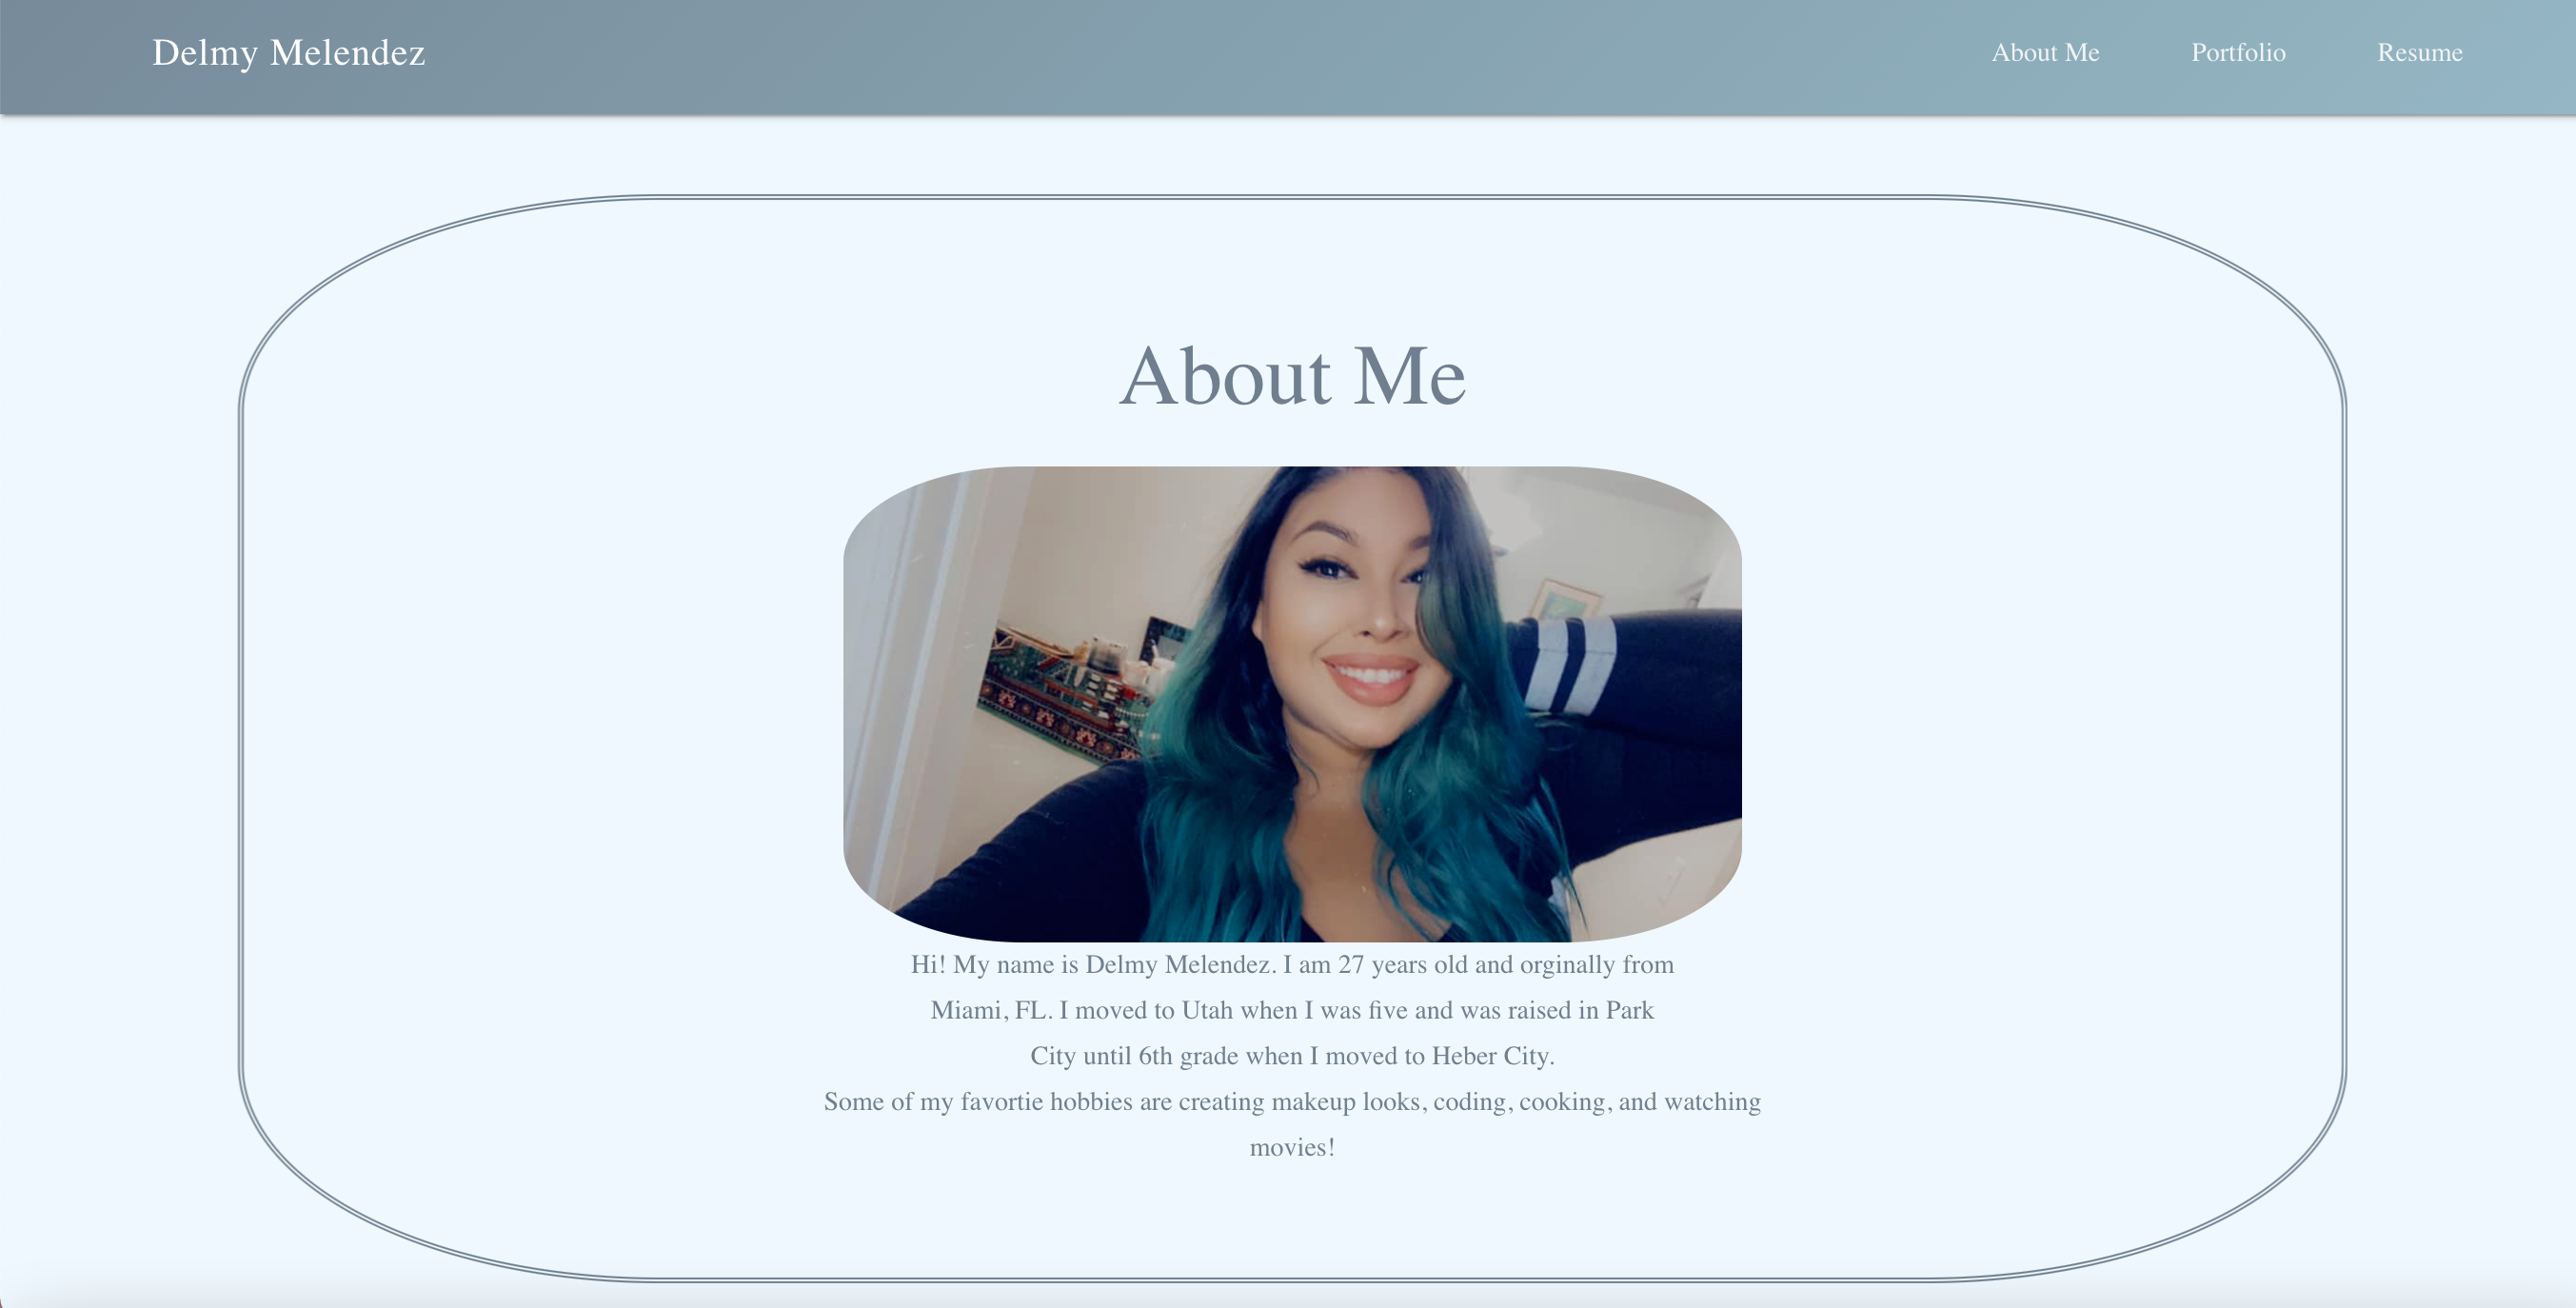 Delmy Melendez
About Me
Portfolio
Resume
About Me
Hi! My name is Delmy Melendez. I am 27 years old and orginally from
Miami, FL. I moved to Utah when I was five and was raised in Park
City until 6th grade when I moved to Heber City.
Some of my favortie hobbies are creating makeup looks, coding, cooking, and watching
movies!